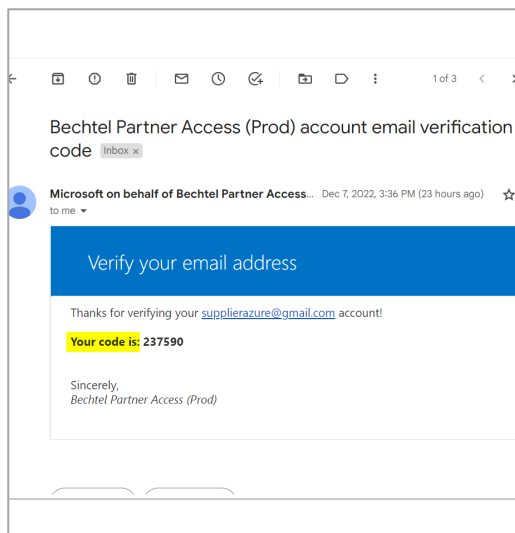 1 of 3
Bechtel Partner Access (Prod) account email verification
code Inbox ×
Microsoft on behalf of Bechtel Partner Access... Dec 7, 2022, 3:36 PM (23 hours ago)
to me
Verify your email address
Thanks for verifying your supplierazure@gmail.com account!
Your code is: 237590
Sincerely,
Bechtel Partner Access (Prod)